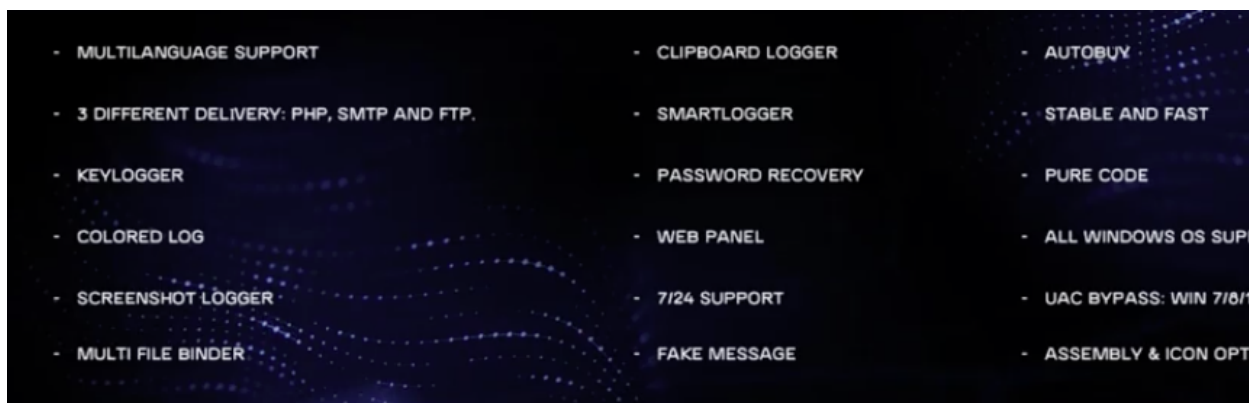 - MULTILANGUAGE SUPPORT
- 3 DIFFERENT DELIVERY: PHP, SMTP AND FTP.
- KEYLOGGER
- COLORED LOG
- SCREENSHOT LOGGER
- MULTI FILE BINDER
- CLIPBOARD LOGGER
- SMARTLOGGER
- PASSWORD RECOVERY
- WEB PANEL
- 7/24 SUPPORT
- FAKE MESSAGE
- AUTOBUY
- STABLE AND FAST
- PURE CODE
- ALL WINDOWS OS
- UAC BYPASS: WIN 7/8/1
- ASSEMBLY & ICON